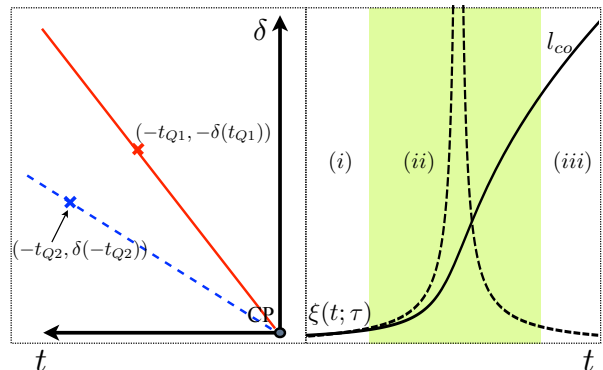 δ
(−t_{Q1}, −δ(t_{Q1}))
(−t_{Q2}, δ(−t_{Q2}))
CP
t
l_{co}
(i)
(ii)
(iii)
ξ(t; τ)
t